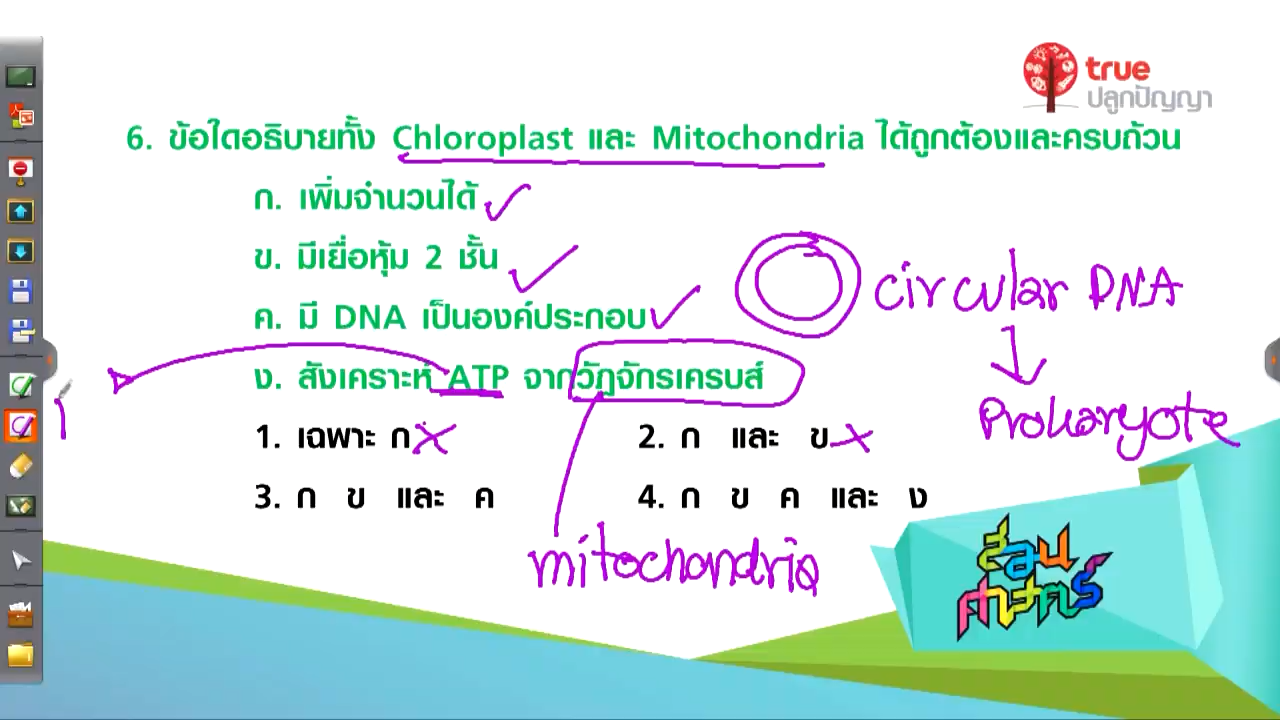 true
ปลูกปัญญา
6. ข้อใดอธิบายทั้ง Chloroplast และ Mitochondria ได้ถูกต้องและครบถ้วน
ก. เพิ่มจำนวนได้
ข. มีเยื่อหุ้ม 2 ชั้น
ค. มี DNA เป็นองค์ประกอบ
circular DNA
ง. สังเคราะห์ ATP จากวัฏจักรเครบส์
Prokaryote
1. เฉพาะ ก 2. ก และ ข
3. ก ข และ ค 4. ก ข ค และ ง
mitochondria
สอน
ศาสตร์